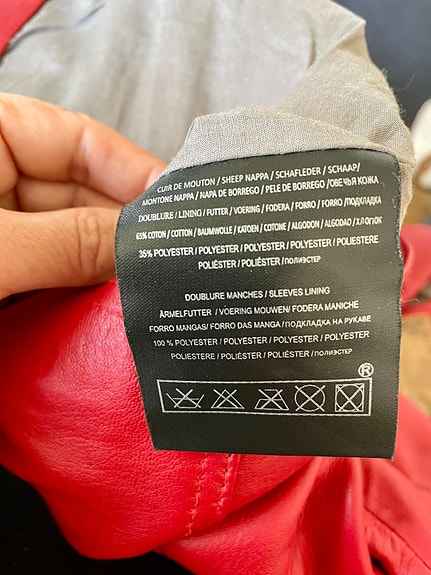 CUIR DE MOUTON / SHEEP NAPPA / SCHAFLEDER / SCHAAP/
MONTONE NAPPA / NAPA DE BORREGO / PELE DE BORREGO /ОВЕЧЬЯ КОЖА
DOUBLURE / LINING / FUTTER / VOERING / FODERA / FORRO / FORRO /ПОДКЛАДКА
65% COTON / COTTON / BAUMWOLLE / KATOEN / COTONE / ALGODON / ALGODAO /ХЛОПОК
35% POLYESTER / POLYESTER / POLYESTER / POLYESTER / POLIESTERE
POLIÉSTER / POLIÉSTER /ПОЛИЭСТЕР
DOUBLURE MANCHES / SLEEVES LINING
ÄRMELFUTTER / VOERING MOUWEN/ FODERA MANICHE
FORRO MANGAS/ FORRO DAS MANGA /ПОДКЛАДКА НА РУКАВЕ
100 % POLYESTER / POLYESTER / POLYESTER / POLYESTER
POLIESTERE / POLIÉSTER / POLIÉSTER /ПОЛИЭСТЕР
®